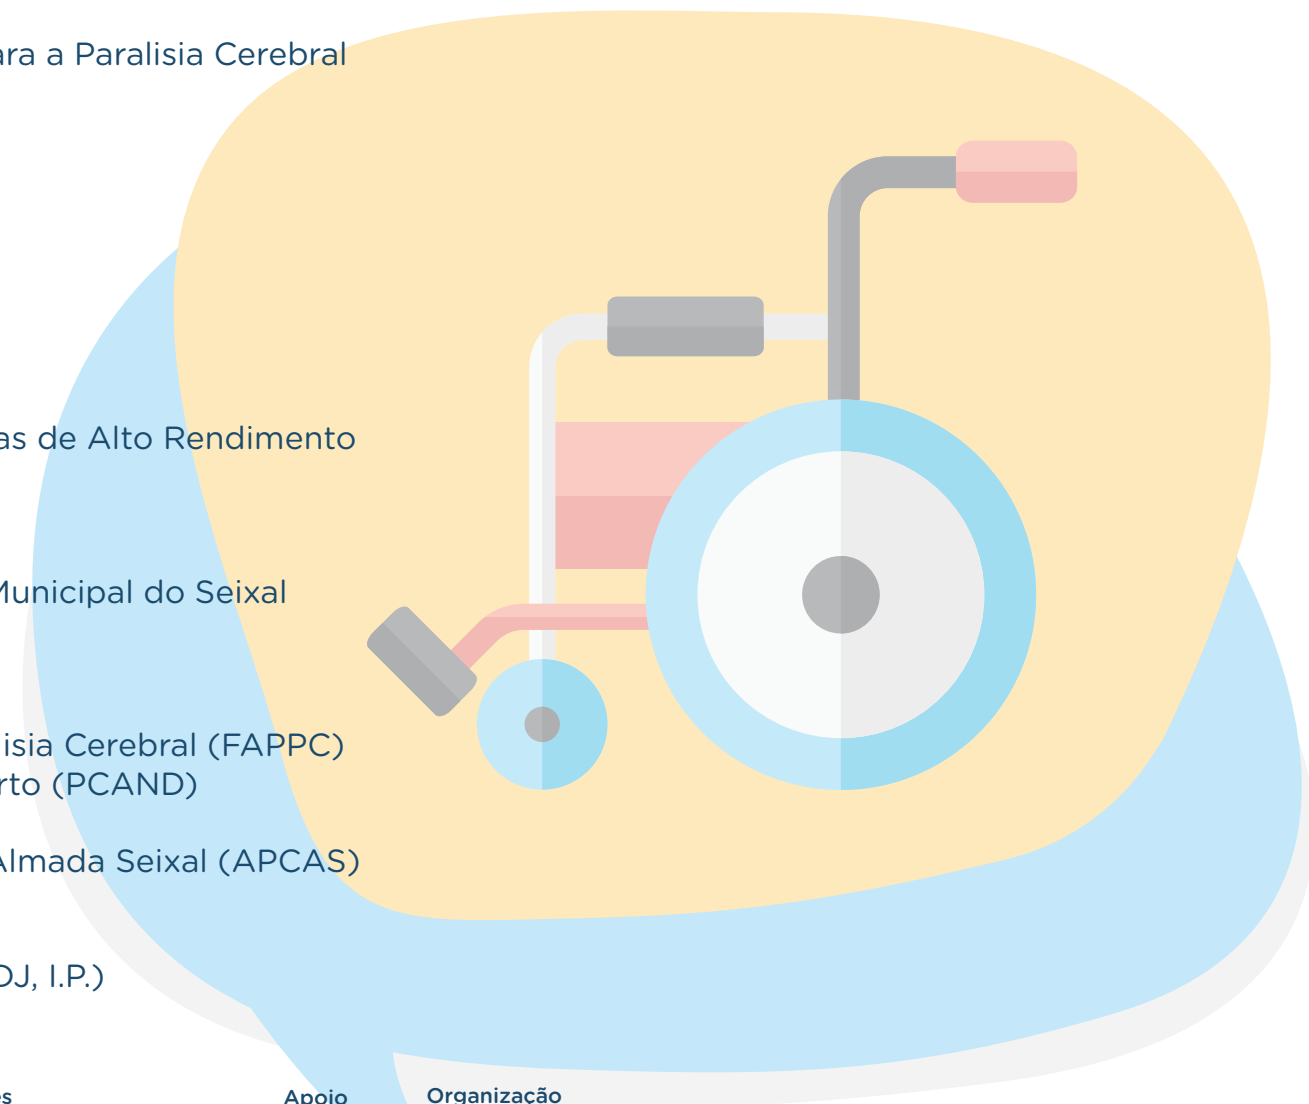 ara a Paralisia Cerebral
as de Alto Rendimento
Municipal do Seixal
isia Cerebral (FAPPC)
rto (PCAND)
Almada Seixal (APCAS)
DJ, I.P.)
es
Apoio
Organização